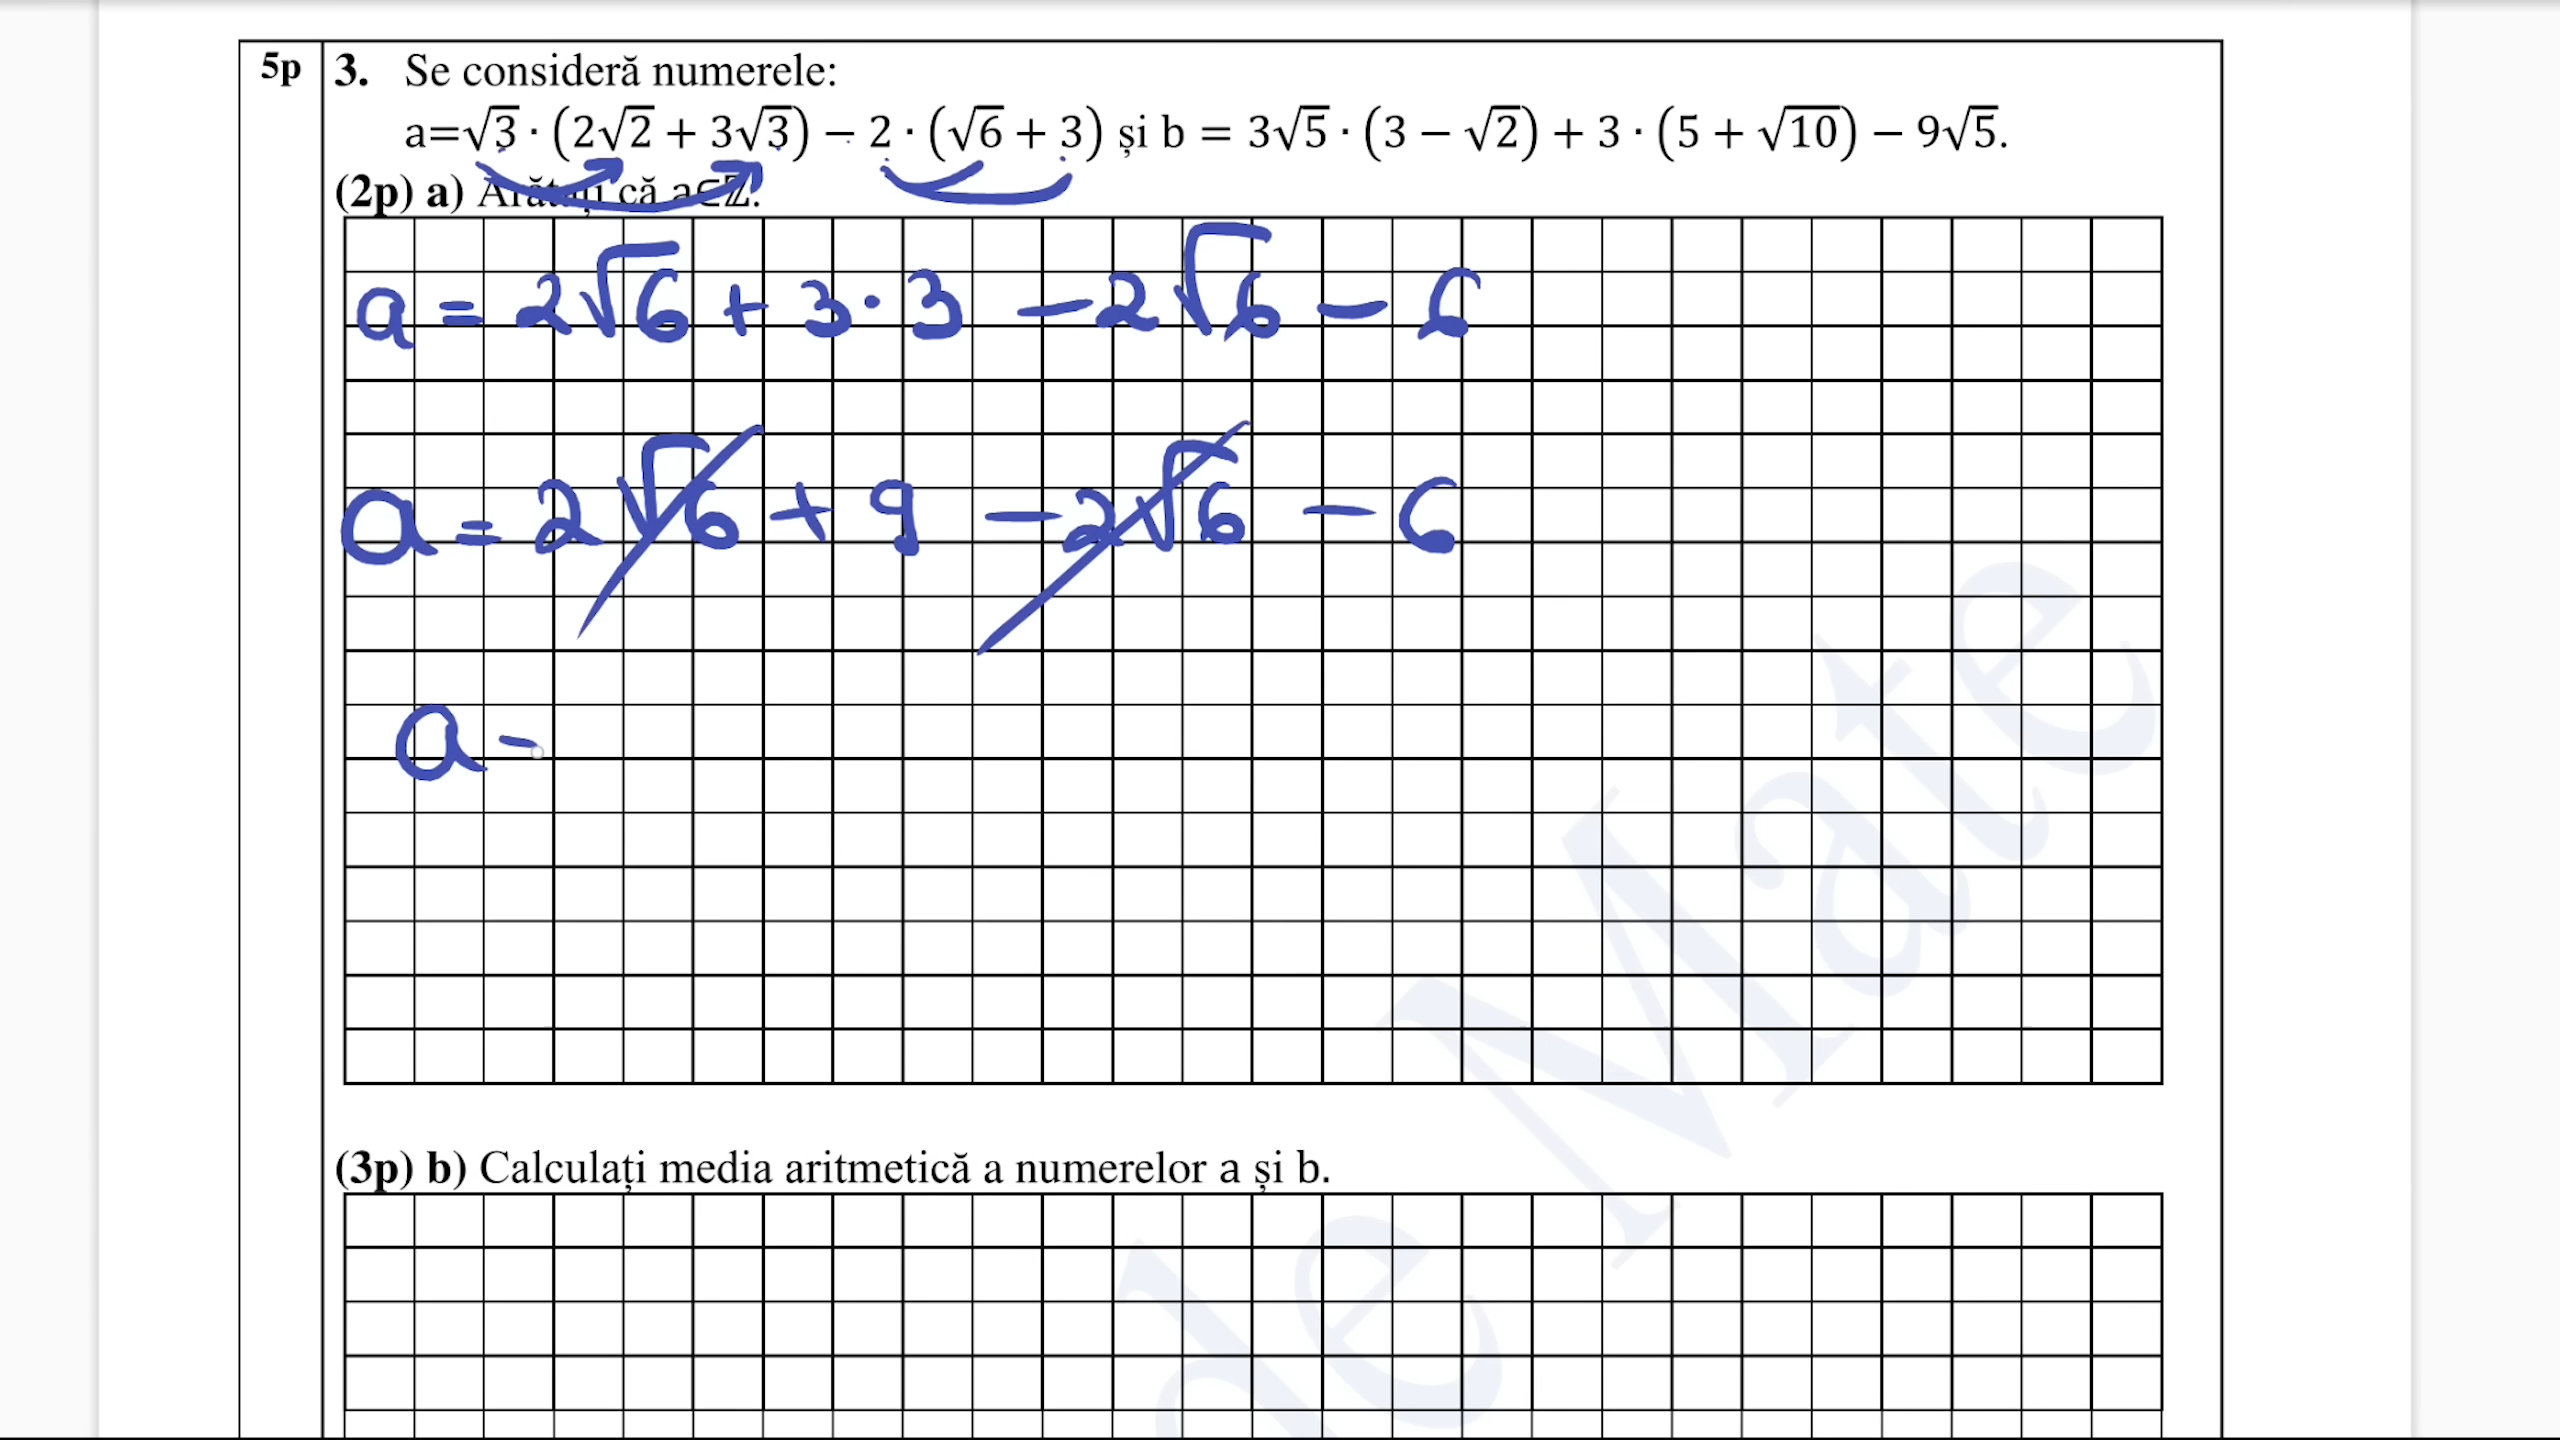 5p 3. Se consideră numerele:
a=√3 · (2√2 + 3√3) − 2 · (√6 + 3) și b = 3√5 · (3 − √2) + 3 · (5 + √10) − 9√5.
(2p) a) Arătați că a∈ℤ.
a = 2√6 + 3·3 − 2√6 − 6
a = 2√6 + 9 − 2√6 − 6
a -
(3p) b) Calculați media aritmetică a numerelor a și b.
de Mate